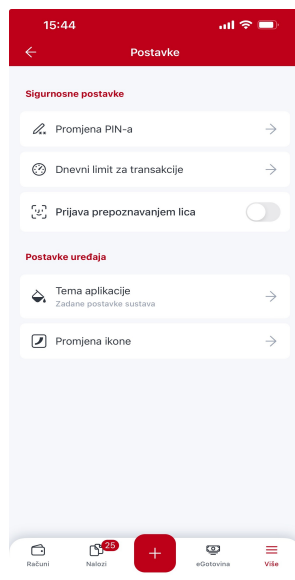 15:44
Postavke
Sigurnosne postavke
Promjena PIN-a
Dnevni limit za transakcije
Prijava prepoznavanjem lica
Postavke uređaja
Tema aplikacije
Zadane postavke sustava
Promjena ikone
25
Računi
Nalozi
eGotovina
Više